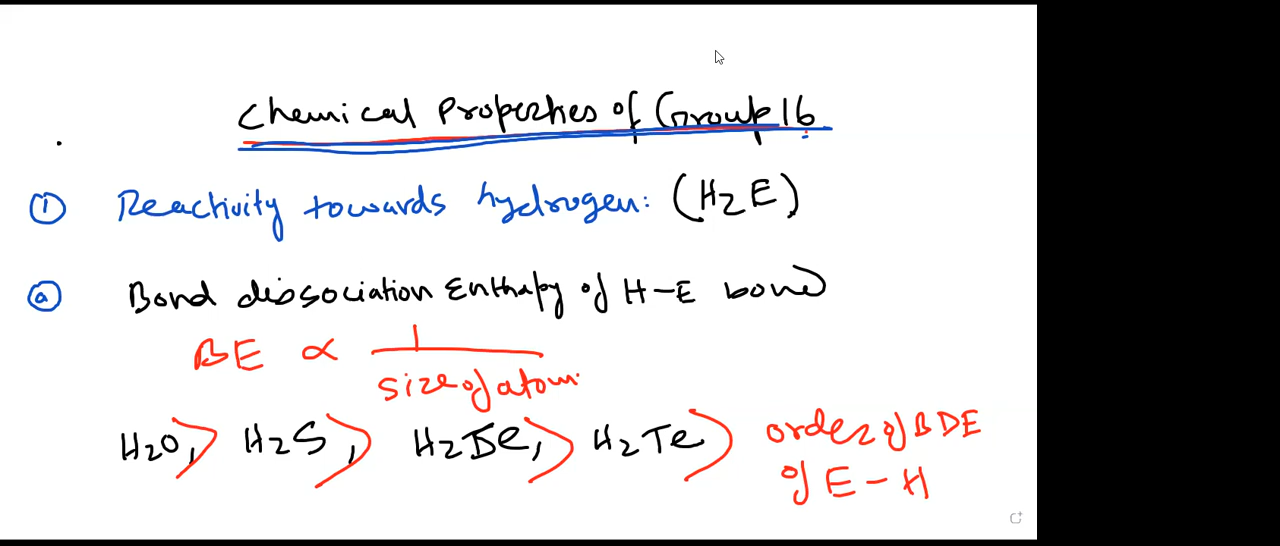 Chemical Properties of Group 16
① Reactivity towards hydrogen: (H2E)
ⓐ Bond dissociation Enthapy of H-E bond
BE ∝ 1 / size of atom.
H2O, > H2S, > H2Se, > H2Te > order of BDE
of E-H